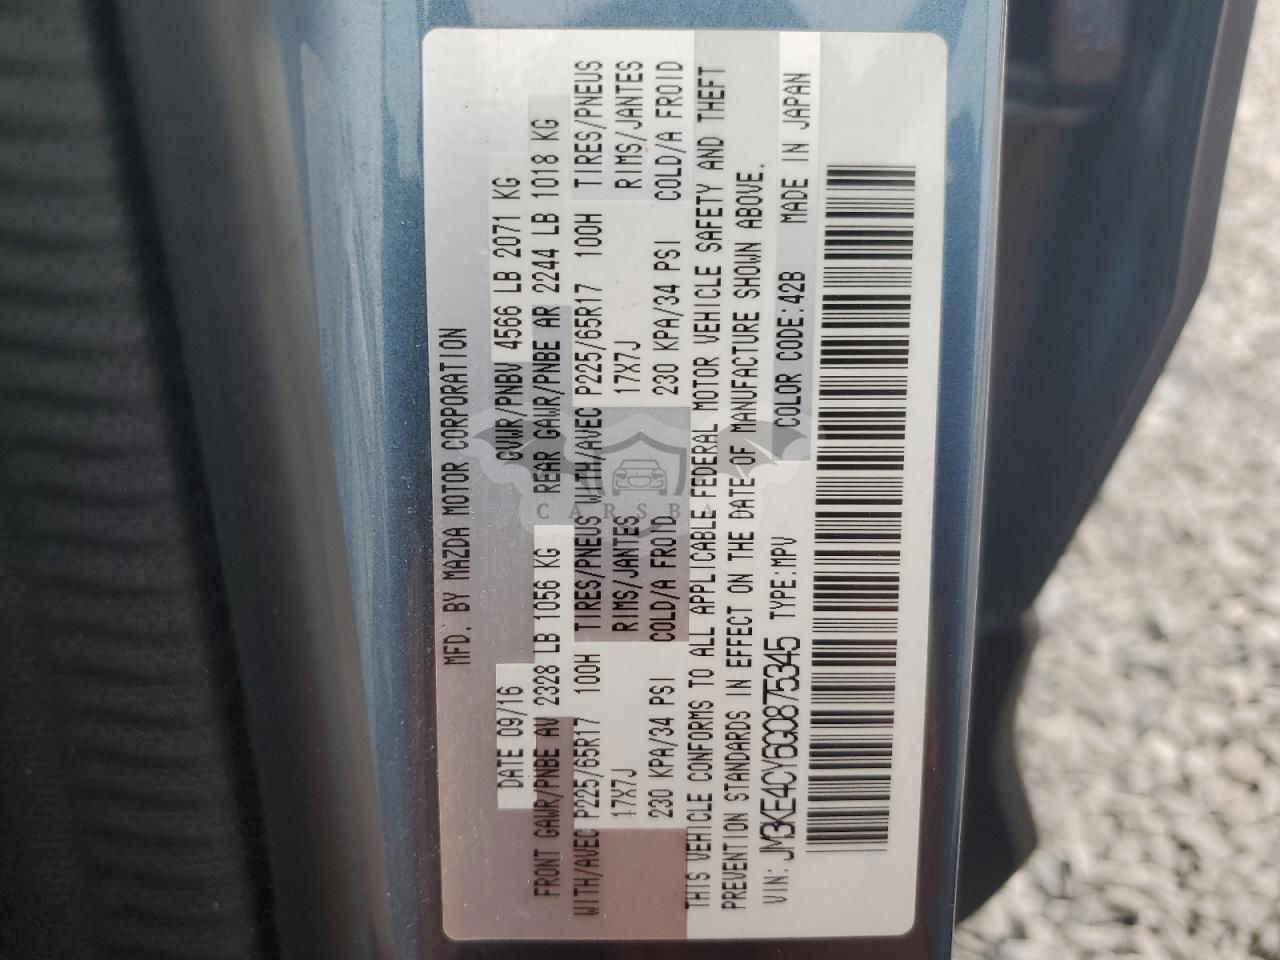 MFD. BY MAZDA MOTOR CORPORATION
DATE 09/16 GVWR/PNBV 4566 LB 2071 KG
FRONT GAWR/PNBE AV 2328 LB 1056 KG REAR GAWR/PNBE AR 2244 LB 1018 KG
WITH/AVEC P225/65R17 100H TIRES/PNEUS WITH/AVEC P225/65R17 100H TIRES/PNEUS
17X7J RIMS/JANTES 17X7J RIMS/JANTES
230 KPA/34 PSI COLD/A FROID 230 KPA/34 PSI COLD/A FROID
THIS VEHICLE CONFORMS TO ALL APPLICABLE FEDERAL MOTOR VEHICLE SAFETY AND THEFT
PREVENTION STANDARDS IN EFFECT ON THE DATE OF MANUFACTURE SHOWN ABOVE.
VIN: JM3KE4CY6G0875345 TYPE:MPV COLOR CODE:42B MADE IN JAPAN